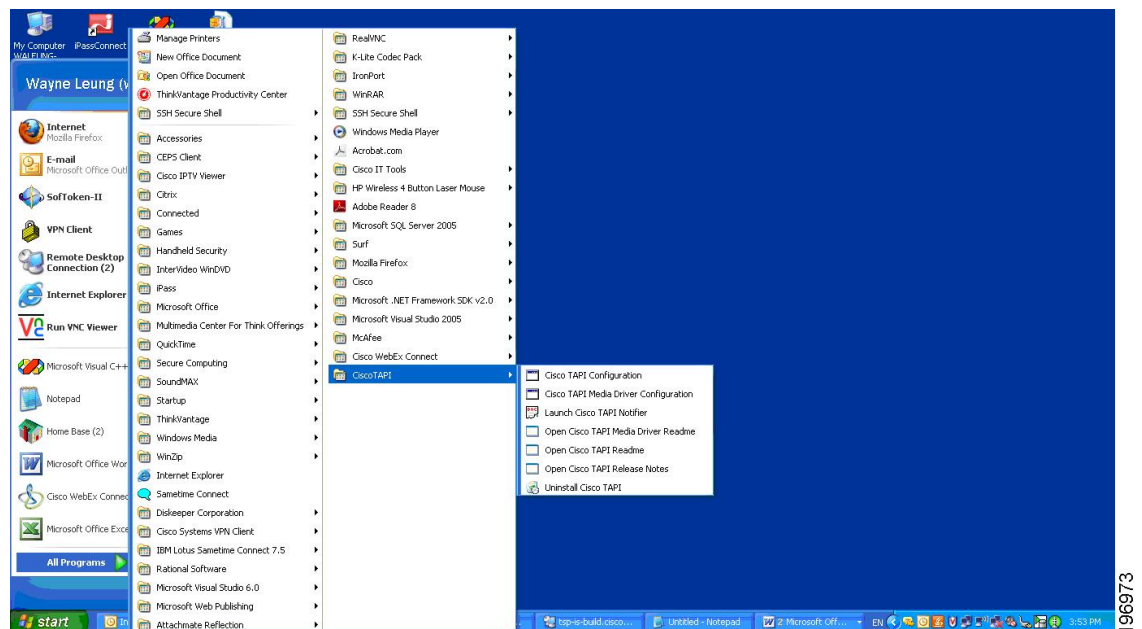 My Computer
WALEUNG-
iPassConnect
Wayne Leung (w
Internet
Mozilla Firefox
E-mail
Microsoft Office Outl
SofToken-II
VPN Client
Remote Desktop
Connection (2)
Internet Explorer
Run VNC Viewer
Microsoft Visual C++
Notepad
Home Base (2)
Microsoft Office Wor
Cisco WebEx Connec
Microsoft Office Exce
All Programs
Manage Printers
New Office Document
Open Office Document
ThinkVantage Productivity Center
SSH Secure Shell
Accessories
CEPS Client
Cisco IPTV Viewer
Citrix
Connected
Games
Handheld Security
InterVideo WinDVD
iPass
Microsoft Office
Multimedia Center For Think Offerings
QuickTime
Secure Computing
SoundMAX
Startup
ThinkVantage
Windows Media
WinZip
Internet Explorer
Sametime Connect
Diskeeper Corporation
Cisco Systems VPN Client
IBM Lotus Sametime Connect 7.5
Rational Software
Microsoft Visual Studio 6.0
Microsoft Web Publishing
Attachmate Reflection
RealVNC
K-Lite Codec Pack
IronPort
WinRAR
SSH Secure Shell
Windows Media Player
Acrobat.com
Cisco IT Tools
HP Wireless 4 Button Laser Mouse
Adobe Reader 8
Microsoft SQL Server 2005
Surf
Mozilla Firefox
Cisco
Microsoft .NET Framework SDK v2.0
Microsoft Visual Studio 2005
McAfee
Cisco WebEx Connect
CiscoTAPI
Cisco TAPI Configuration
Cisco TAPI Media Driver Configuration
Launch Cisco TAPI Notifier
Open Cisco TAPI Media Driver Readme
Open Cisco TAPI Readme
Open Cisco TAPI Release Notes
Uninstall Cisco TAPI
start
In
tsp-is-build.cisco...
Untitled - Notepad
2 Microsoft Off...
EN
3:53 PM
196973